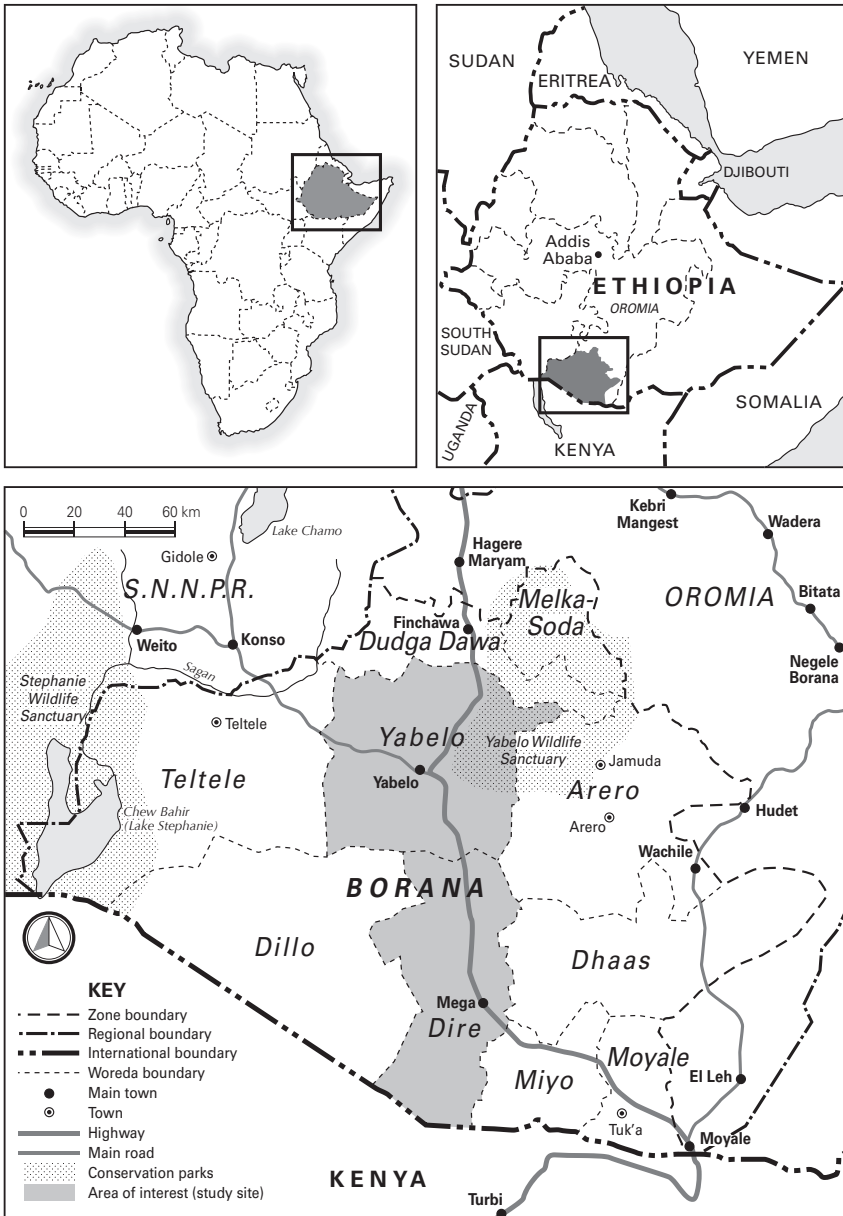 SUDAN
YEMEN
ERITREA
DJIBOUTI
Addis
Ababa
ETHIOPIA
OROMIA
SOUTH
SUDAN
SOMALIA
UGANDA
KENYA
0 20 40 60 km
Lake Chamo
Kebri
Mangest
Wadera
Gidole
Hagere
Maryam
S.N.N.P.R.
Melka-
Soda
OROMIA
Bitata
Weito
Konso
Finchawa
Dudga Dawa
Negele
Borana
Sagan
Stephanie
Wildlife
Sanctuary
Teltele
Yabelo
Yabelo Wildlife
Sanctuary
Jamuda
Teltele
Yabelo
Arero
Chew Bahir
(Lake Stephanie)
Arero
Hudet
Wachile
BORANA
Dillo
Dhaas
KEY
Zone boundary
Regional boundary
International boundary
Woreda boundary
Main town
Town
Highway
Main road
Conservation parks
Area of interest (study site)
Mega
Dire
Moyale
Miyo
El Leh
Tuk'a
Moyale
KENYA
Turbi